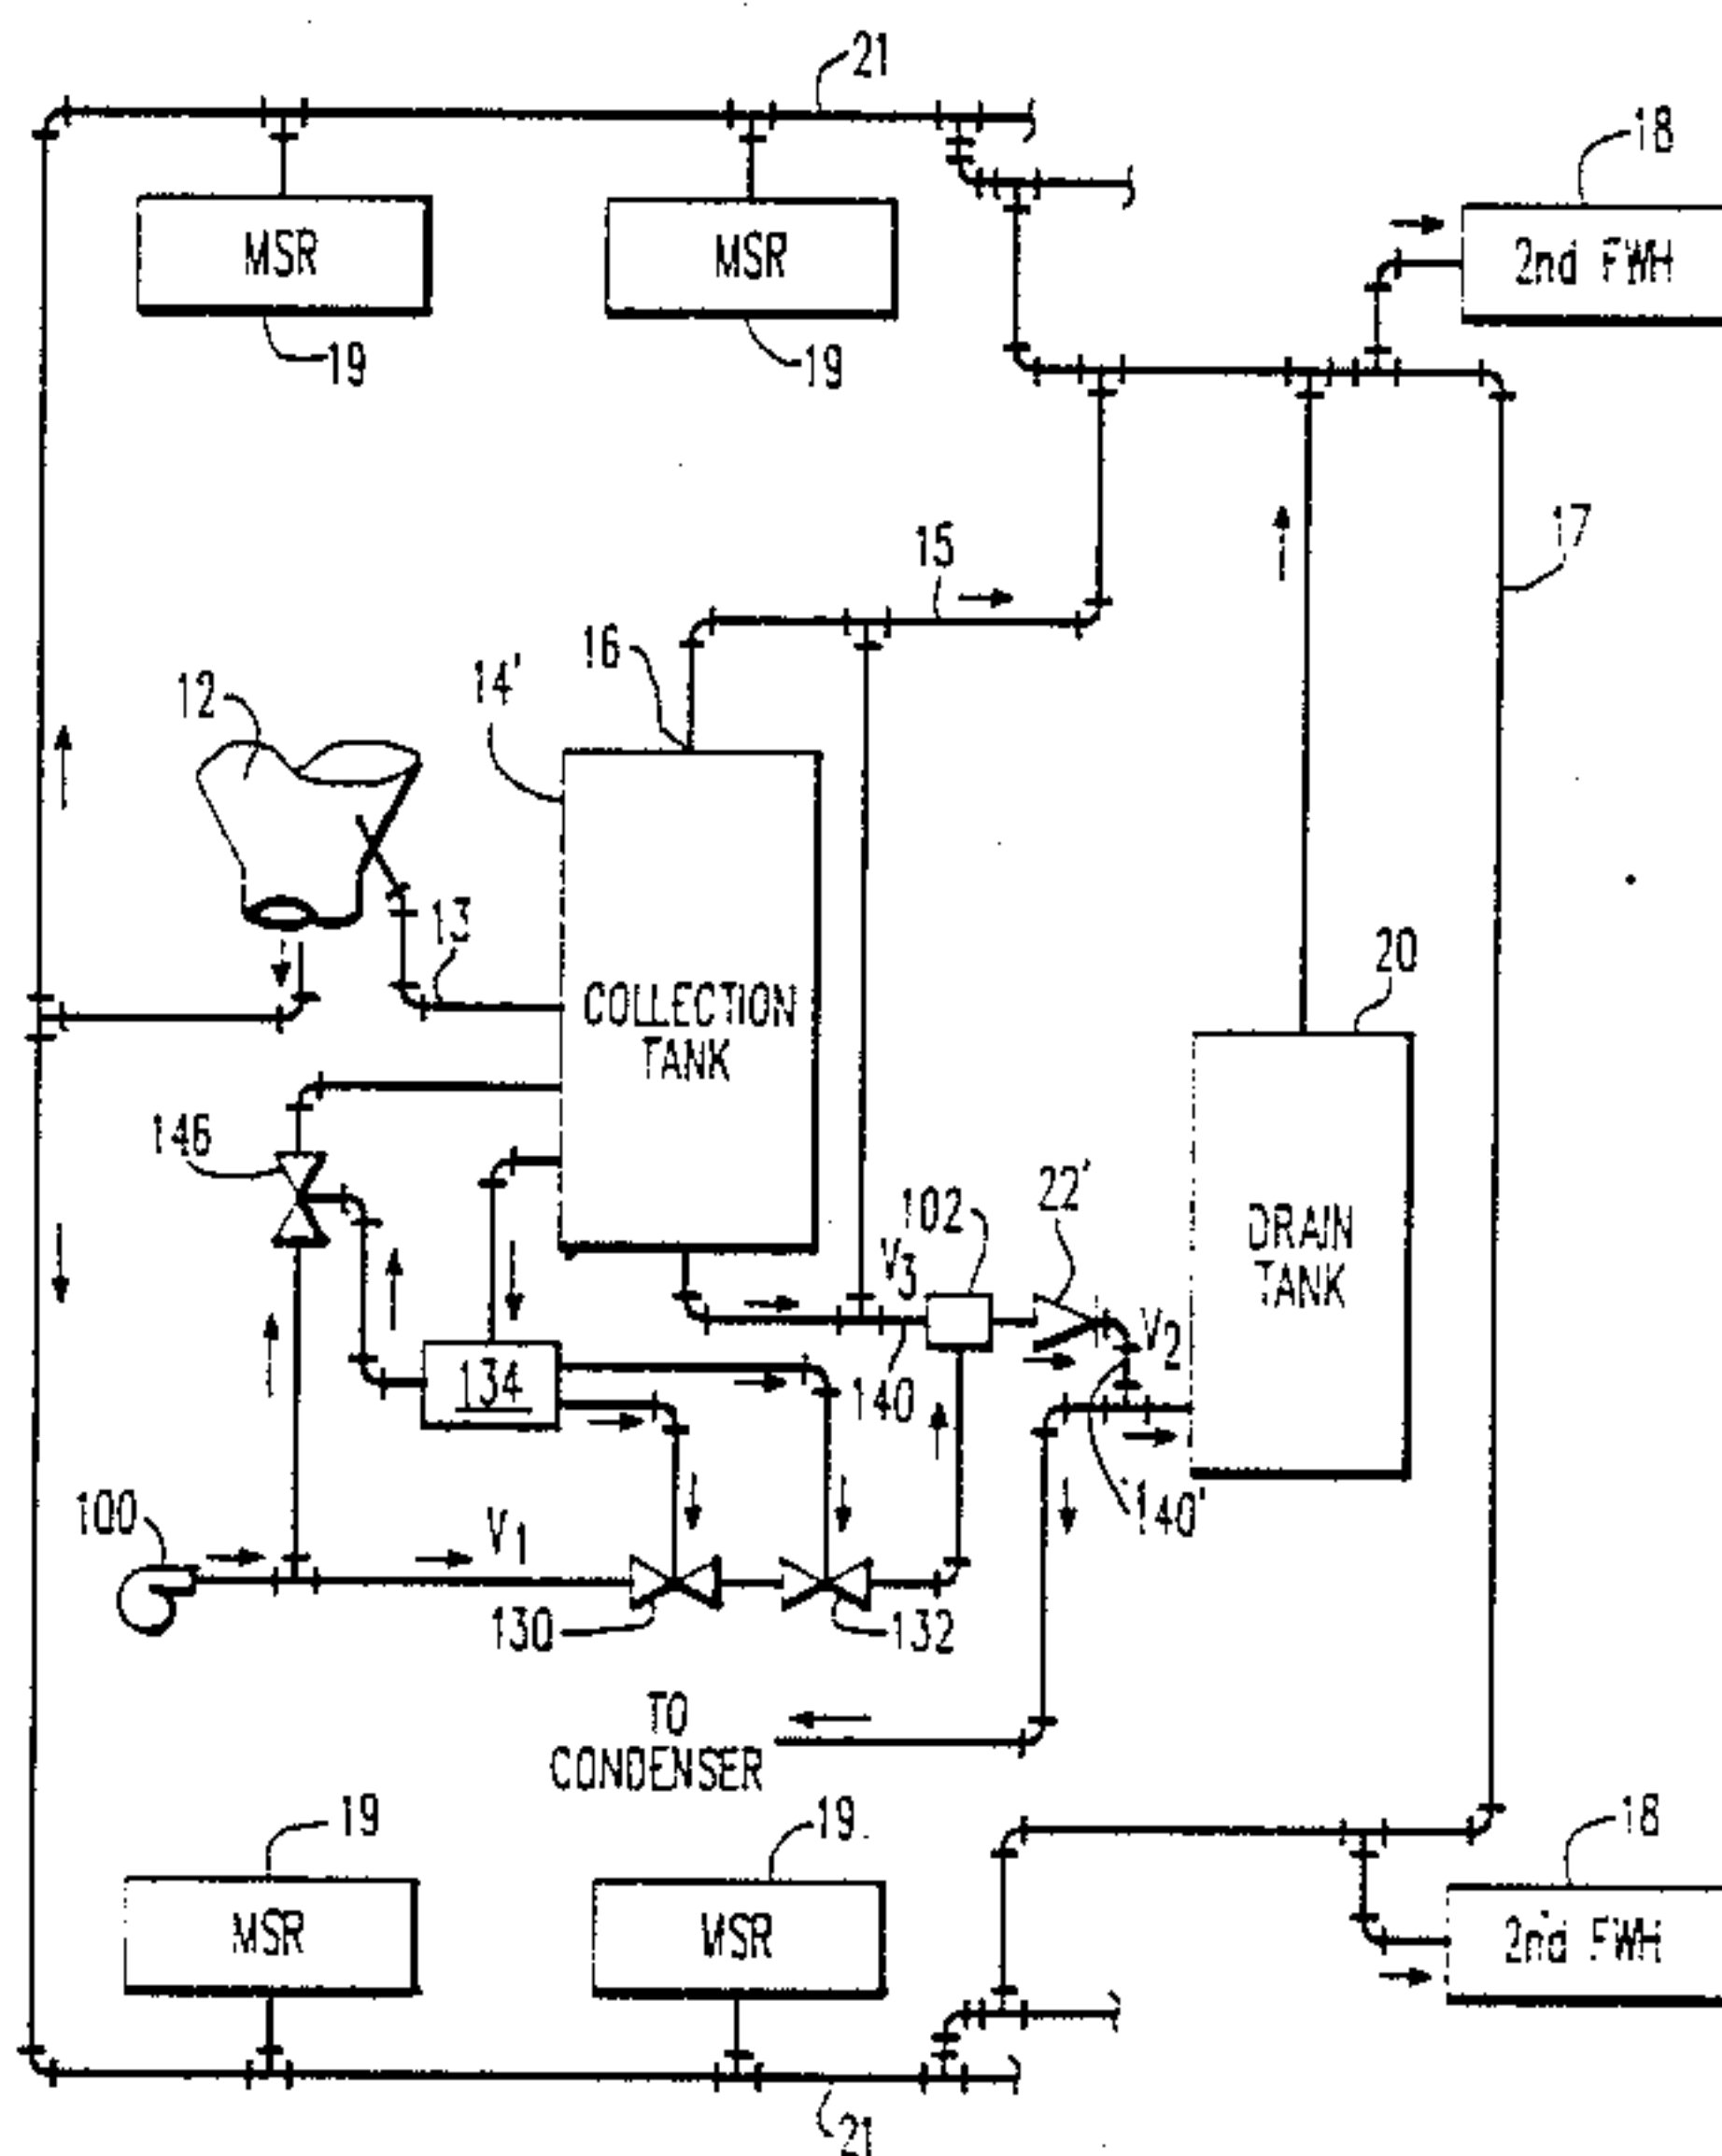 21
18
MSR
MSR
2nd FWH
19
19
17
15
16
14'
12
13
20
COLLECTION
TANK
146
22'
102
V3
DRAIN
TANK
V2
134
140
140'
100
V1
130
132
TO
CONDENSER
19
19
18
MSR
MSR
2nd FWH
21